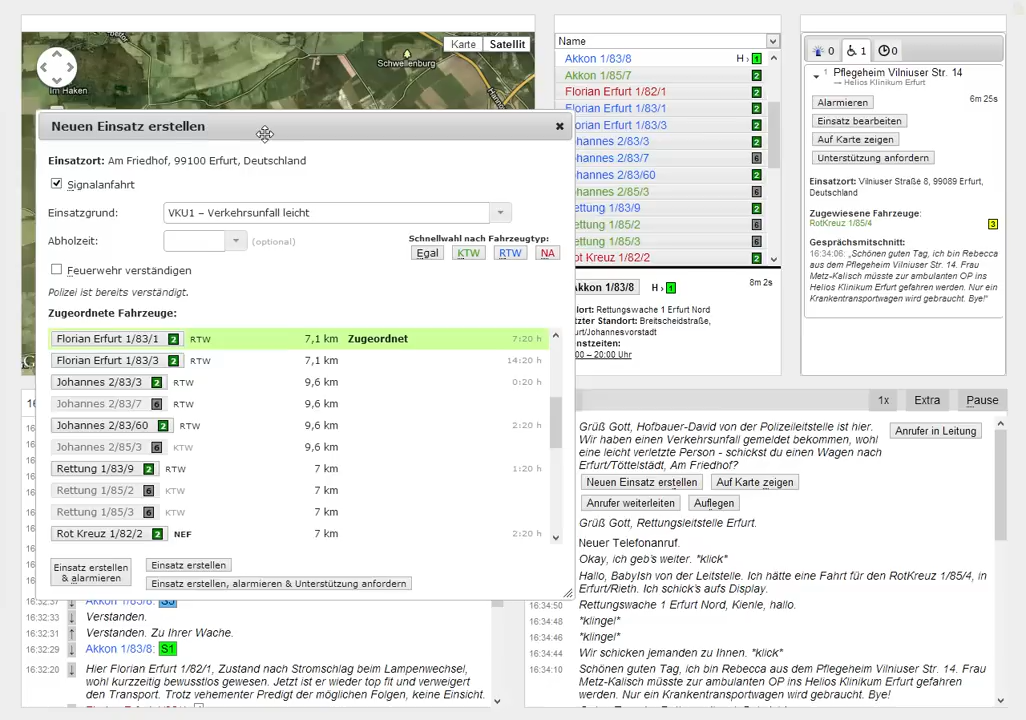 Karte
Satellit
Schwellenburg
Im Haken
Neuen Einsatz erstellen
Einsatzort: Am Friedhof, 99100 Erfurt, Deutschland
Signalanfahrt
Einsatzgrund:
VKU1 – Verkehrsunfall leicht
Abholzeit:
(optional)
Schnellwahl nach Fahrzeugtyp:
Egal
KTW
RTW
NA
Feuerwehr verständigen
Polizei ist bereits verständigt.
Zugeordnete Fahrzeuge:
Florian Erfurt 1/83/1 2 RTW 7,1 km Zugeordnet 7:20 h
Florian Erfurt 1/83/3 2 RTW 7,1 km 14:20 h
Johannes 2/83/3 2 RTW 9,6 km 0:20 h
Johannes 2/83/7 6 RTW 9,6 km
Johannes 2/83/60 2 RTW 9,6 km 2:20 h
Johannes 2/85/3 6 KTW 9,6 km
Rettung 1/83/9 2 RTW 7 km 1:20 h
Rettung 1/85/2 6 KTW 7 km
Rettung 1/85/3 6 KTW 7 km
Rot Kreuz 1/82/2 2 NEF 7 km 2:20 h
Einsatz erstellen
& alarmieren
Einsatz erstellen
Einsatz erstellen, alarmieren & Unterstützung anfordern
16:32:37 Akkon 1/83/8: S5
16:32:33 Verstanden.
16:32:31 Verstanden. Zu Ihrer Wache.
16:32:29 Akkon 1/83/8: S1
16:32:20 Hier Florian Erfurt 1/82/1, Zustand nach Stromschlag beim Lampenwechsel,
wohl kurzzeitig bewusstlos gewesen. Jetzt ist er wieder top fit und verweigert
den Transport. Trotz vehementer Predigt der möglichen Folgen, keine Einsicht.
Name
Akkon 1/83/8 H › 1
Akkon 1/85/7 2
Florian Erfurt 1/82/1 2
Florian Erfurt 1/83/1 2
orian Erfurt 1/83/3 2
hannes 2/83/3 2
hannes 2/83/7 6
hannes 2/83/60 2
hannes 2/85/3 6
ettung 1/83/9 2
ettung 1/85/2 6
ettung 1/85/3 6
ot Kreuz 1/82/2 2
Akkon 1/83/8 H › 1 8m 2s
dort: Rettungswache 1 Erfurt Nord
tzter Standort: Breitscheidstraße,
urt/Johannesvorstadt
nstzeiten:
00 – 20:00 Uhr
0
1
0
1 Pflegeheim Vilniuser Str. 14
→ Helios Klinikum Erfurt
6m 25s
Alarmieren
Einsatz bearbeiten
Auf Karte zeigen
Unterstützung anfordern
Einsatzort: Vilniuser Straße 8, 99089 Erfurt,
Deutschland
Zugewiesene Fahrzeuge:
RotKreuz 1/85/4 3
Gesprächsmitschnitt:
16:34:06: „Schönen guten Tag, ich bin Rebecca
aus dem Pflegeheim Vilniuser Str. 14. Frau
Metz-Kalisch müsste zur ambulanten OP ins
Helios Klinikum Erfurt gefahren werden. Nur ein
Krankentransportwagen wird gebraucht. Bye!"
1x
Extra
Pause
Grüß Gott, Hofbauer-David von der Polizeileitstelle ist hier.
Wir haben einen Verkehrsunfall gemeldet bekommen, wohl
eine leicht verletzte Person - schickst du einen Wagen nach
Erfurt/Töttelstädt, Am Friedhof?
Anrufer in Leitung
Neuen Einsatz erstellen
Auf Karte zeigen
Anrufer weiterleiten
Auflegen
Grüß Gott, Rettungsleitstelle Erfurt.
Neuer Telefonanruf.
Okay, ich geb's weiter. *klick*
Hallo, BabyIsh von der Leitstelle. Ich hätte eine Fahrt für den RotKreuz 1/85/4, in
Erfurt/Rieth. Ich schick's aufs Display.
16:34:50 Rettungswache 1 Erfurt Nord, Kienle, hallo.
16:34:48 *klingel*
16:34:46 *klingel*
16:34:44 Wir schicken jemanden zu Ihnen. *klick*
16:34:10 Schönen guten Tag, ich bin Rebecca aus dem Pflegeheim Vilniuser Str. 14. Frau
Metz-Kalisch müsste zur ambulanten OP ins Helios Klinikum Erfurt gefahren
werden. Nur ein Krankentransportwagen wird gebraucht. Bye!